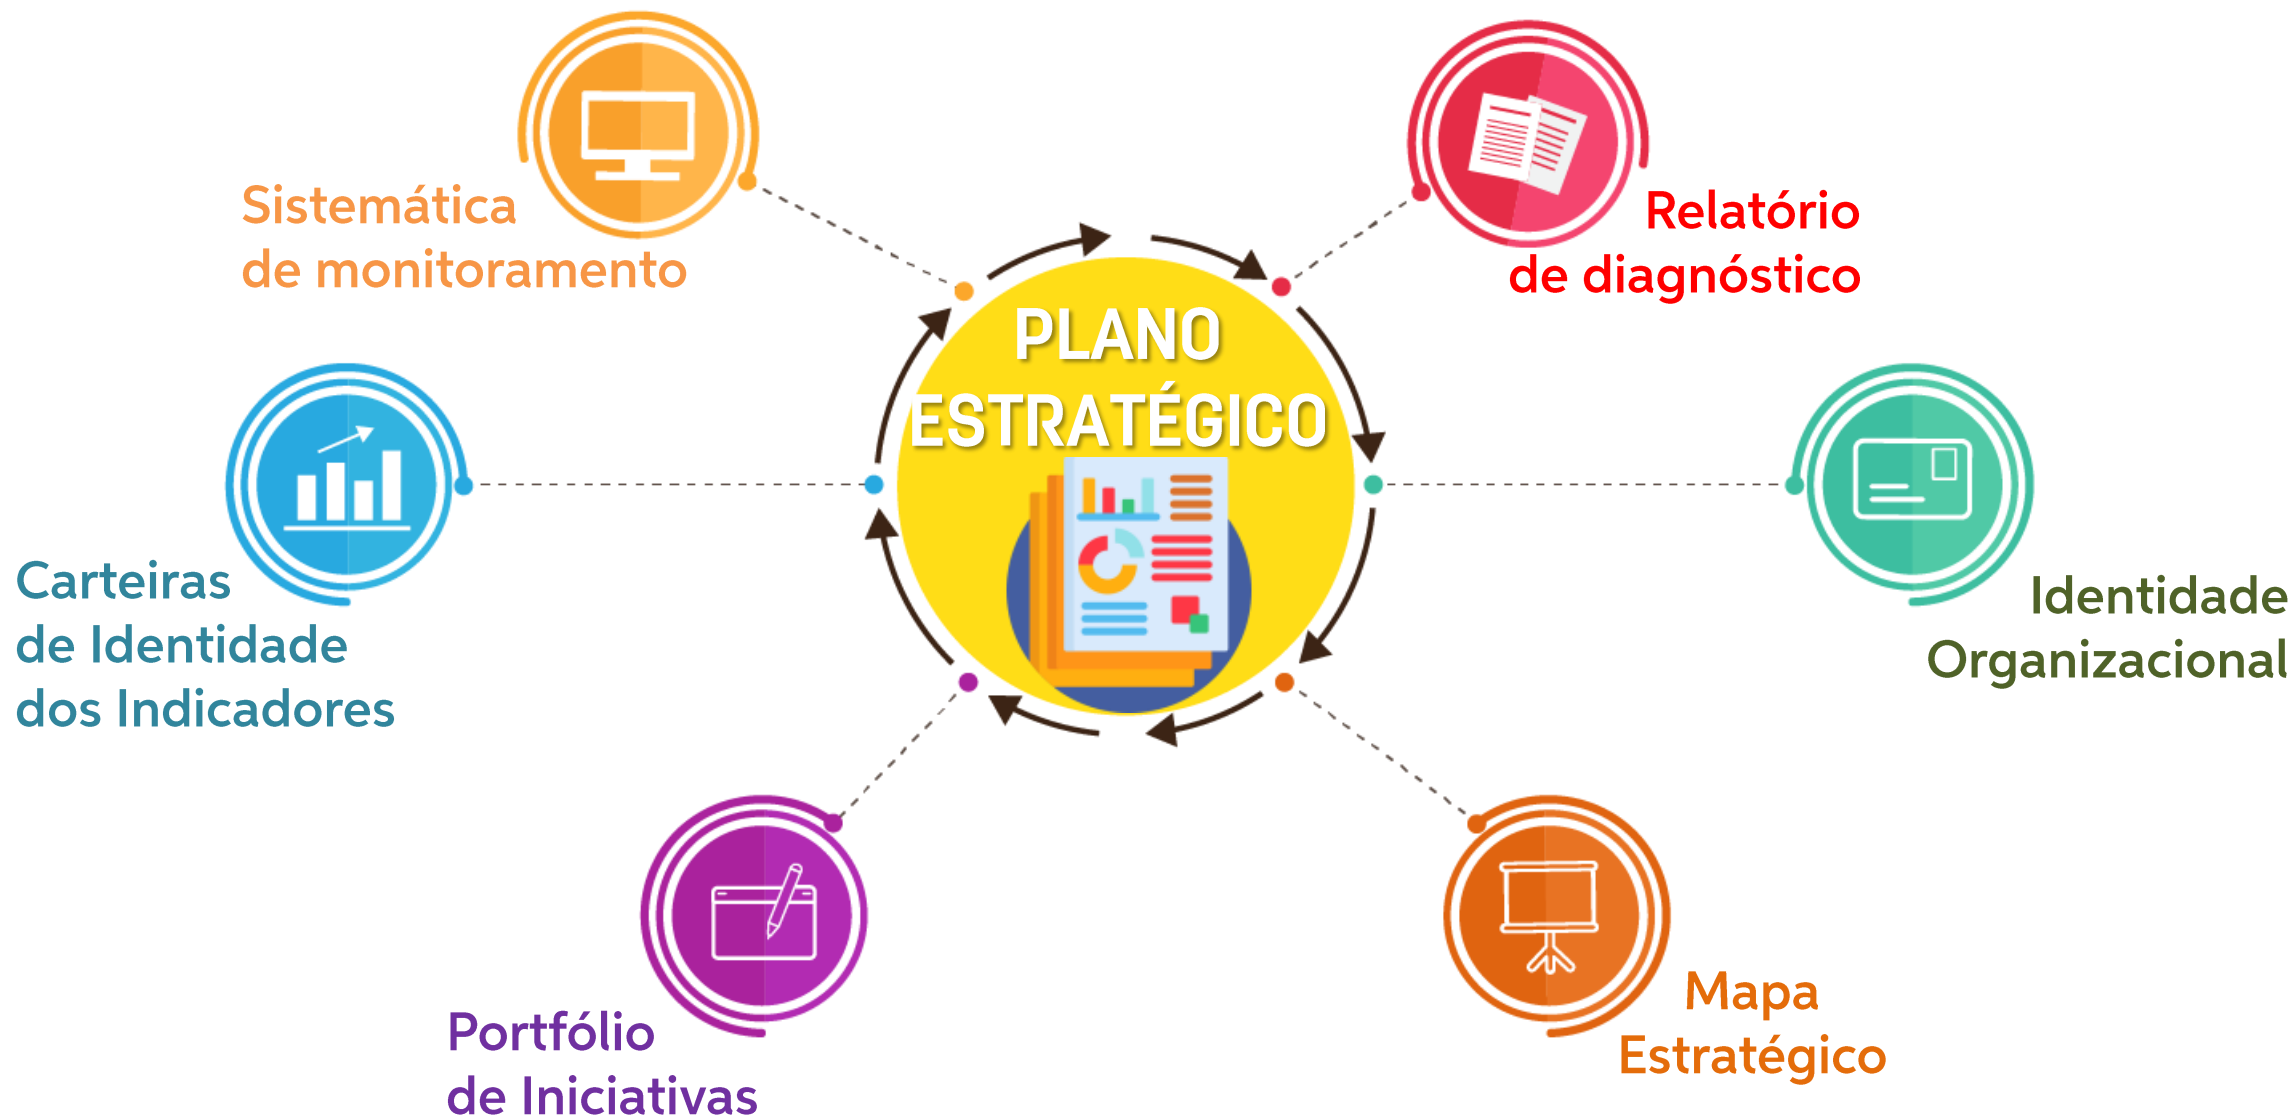 PLANO
ESTRATÉGICO
Relatório
de diagnóstico
Identidade
Organizacional
Mapa
Estratégico
Portfólio
de Iniciativas
Carteiras
de Identidade
dos Indicadores
Sistemática
de monitoramento